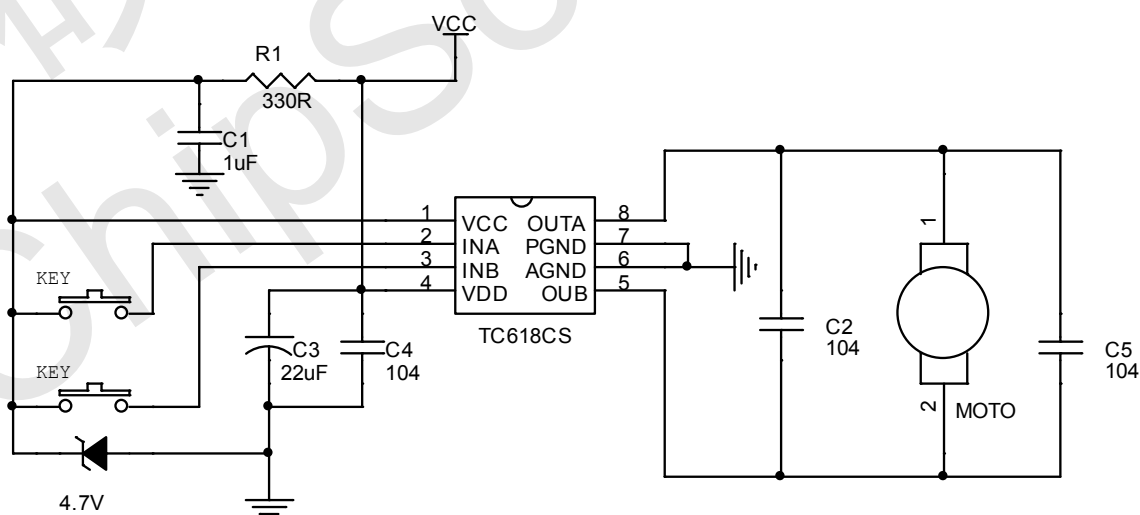 VCC
R1
330R
C1
1uF
1 VCC OUTA 8
2 INA PGND 7
3 INB AGND 6
4 VDD OUB 5
TC618CS
KEY
KEY
C3
22uF
C4
104
4.7V
C2
104
1
2
MOTO
C5
104